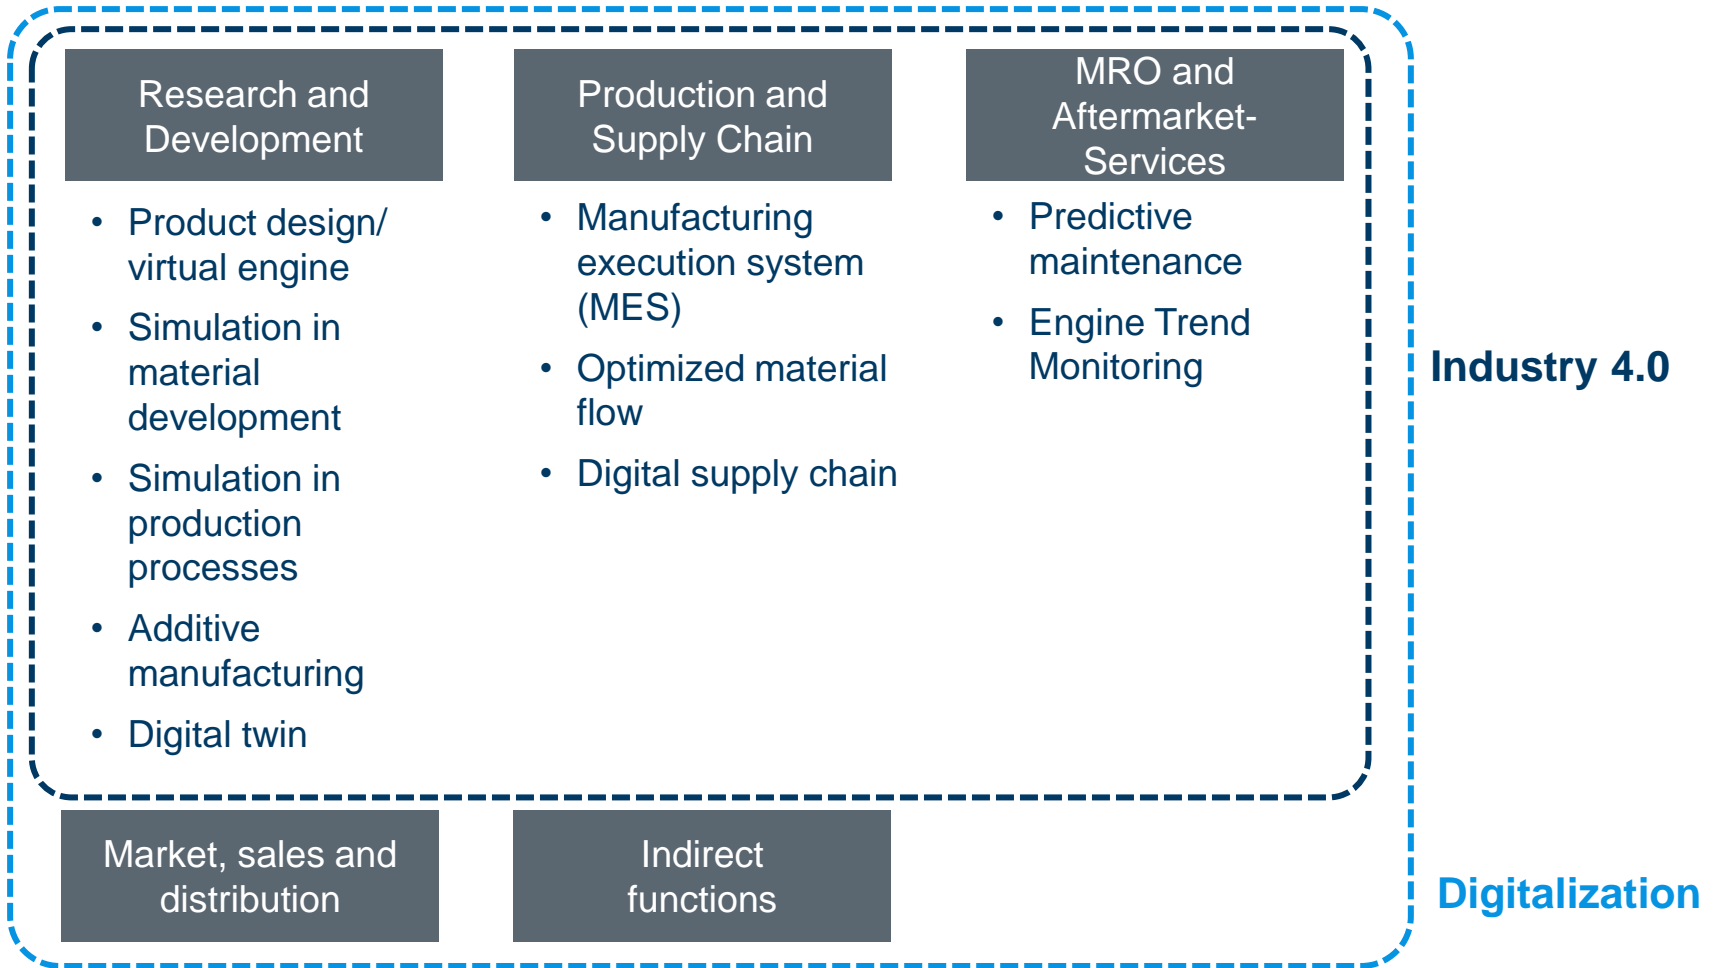 Research and
Development
• Product design/
virtual engine
• Simulation in
material
development
• Simulation in
production
processes
• Additive
manufacturing
• Digital twin
Production and
Supply Chain
• Manufacturing
execution system
(MES)
• Optimized material
flow
• Digital supply chain
MRO and
Aftermarket-
Services
• Predictive
maintenance
• Engine Trend
Monitoring
Industry 4.0
Market, sales and
distribution
Indirect
functions
Digitalization